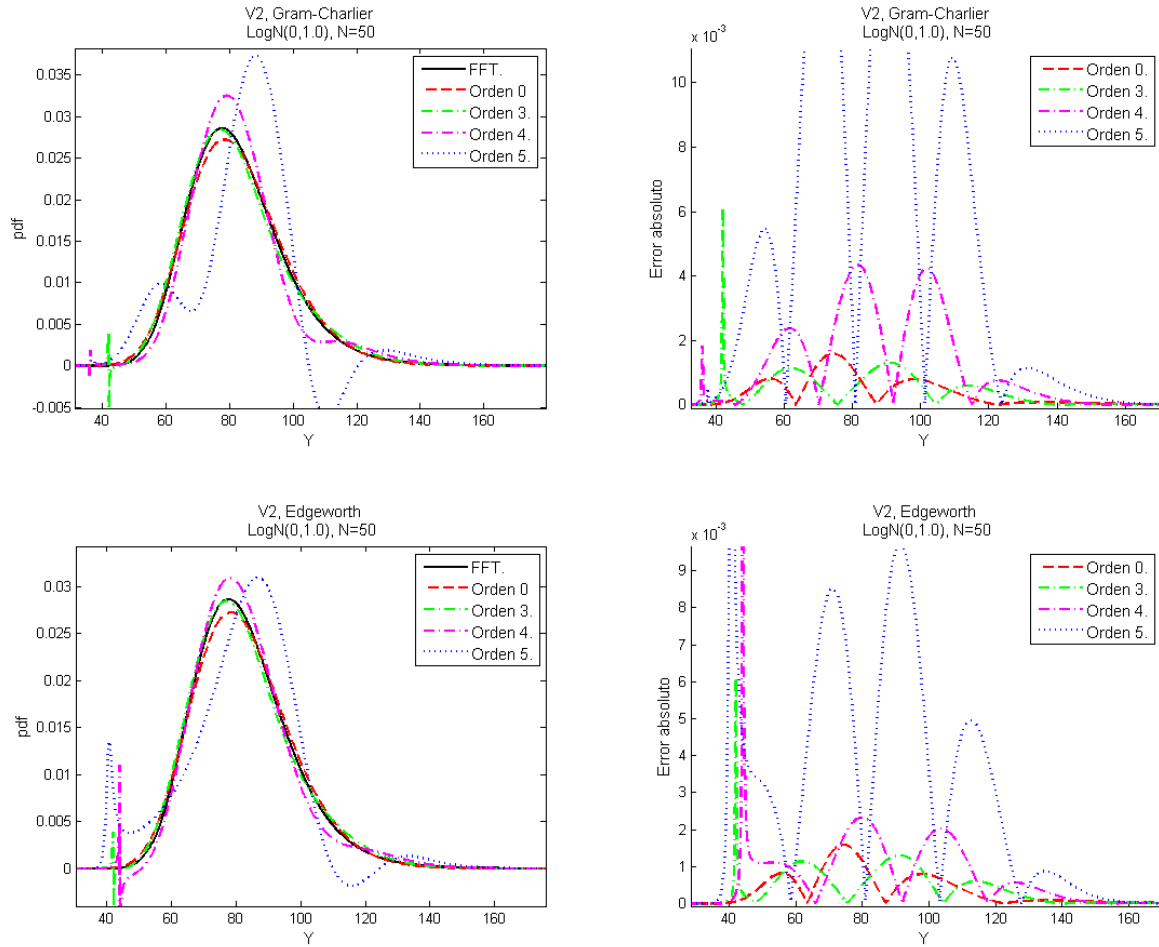 V2, Gram-Charlier
LogN(0,1.0), N=50
0.035
0.03
0.025
0.02
0.015
0.01
0.005
0
-0.005
pdf
40 60 80 100 120 140 160
Y
FFT.
Orden 0
Orden 3.
Orden 4.
Orden 5.
V2, Gram-Charlier
LogN(0,1.0), N=50
x 10-3
10
8
6
4
2
0
Error absoluto
40 60 80 100 120 140 160
Y
Orden 0.
Orden 3.
Orden 4.
Orden 5.
V2, Edgeworth
LogN(0,1.0), N=50
0.03
0.025
0.02
0.015
0.01
0.005
0
pdf
40 60 80 100 120 140 160
Y
FFT.
Orden 0
Orden 3.
Orden 4.
Orden 5.
V2, Edgeworth
LogN(0,1.0), N=50
x 10-3
9
8
7
6
5
4
3
2
1
0
Error absoluto
40 60 80 100 120 140 160
Y
Orden 0.
Orden 3.
Orden 4.
Orden 5.